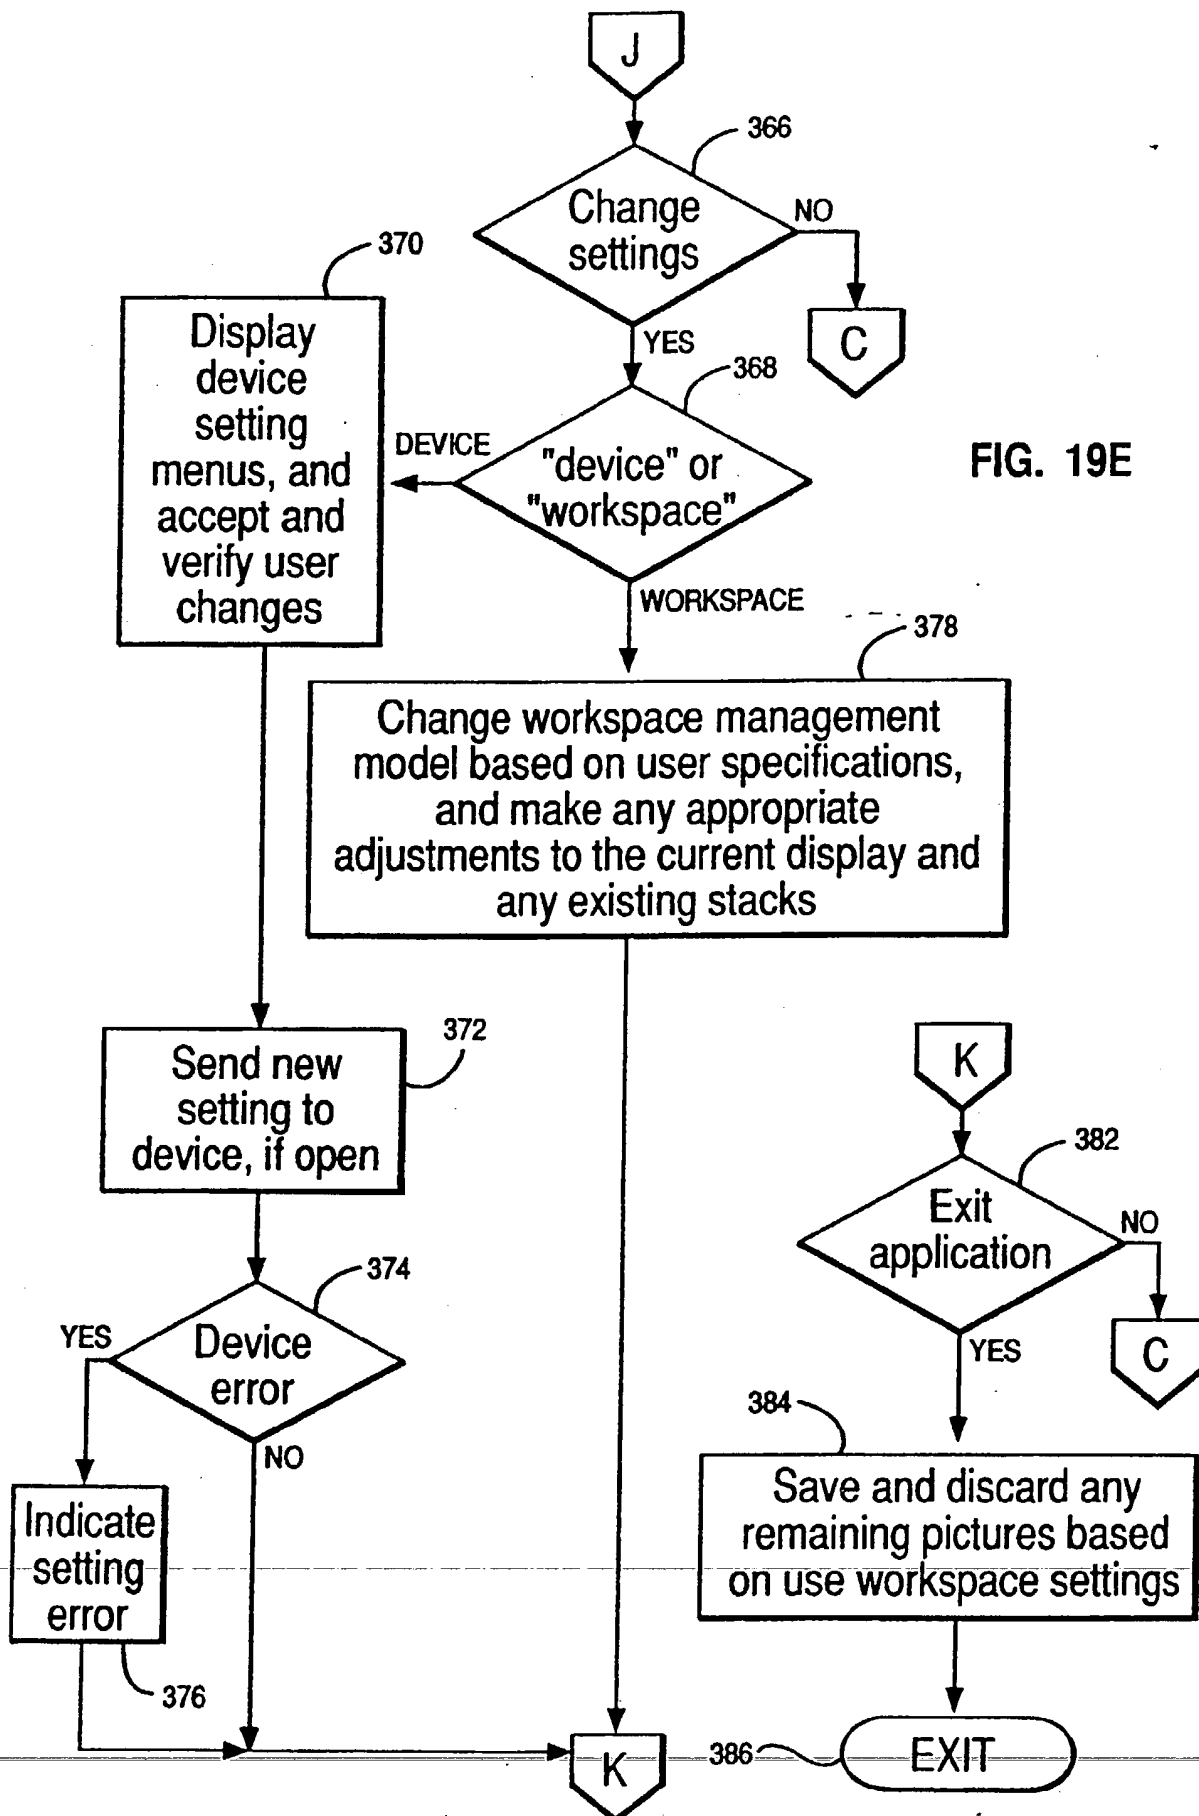 J
366
Change
settings
NO
C
YES
370
Display
device
setting
menus, and
accept and
verify user
changes
368
DEVICE
"device" or
"workspace"
FIG. 19E
WORKSPACE
378
Change workspace management
model based on user specifications,
and make any appropriate
adjustments to the current display and
any existing stacks
372
Send new
setting to
device, if open
374
YES
Device
error
NO
Indicate
setting
error
376
K
K
382
Exit
application
NO
C
YES
384
Save and discard any
remaining pictures based
on use workspace settings
386
EXIT